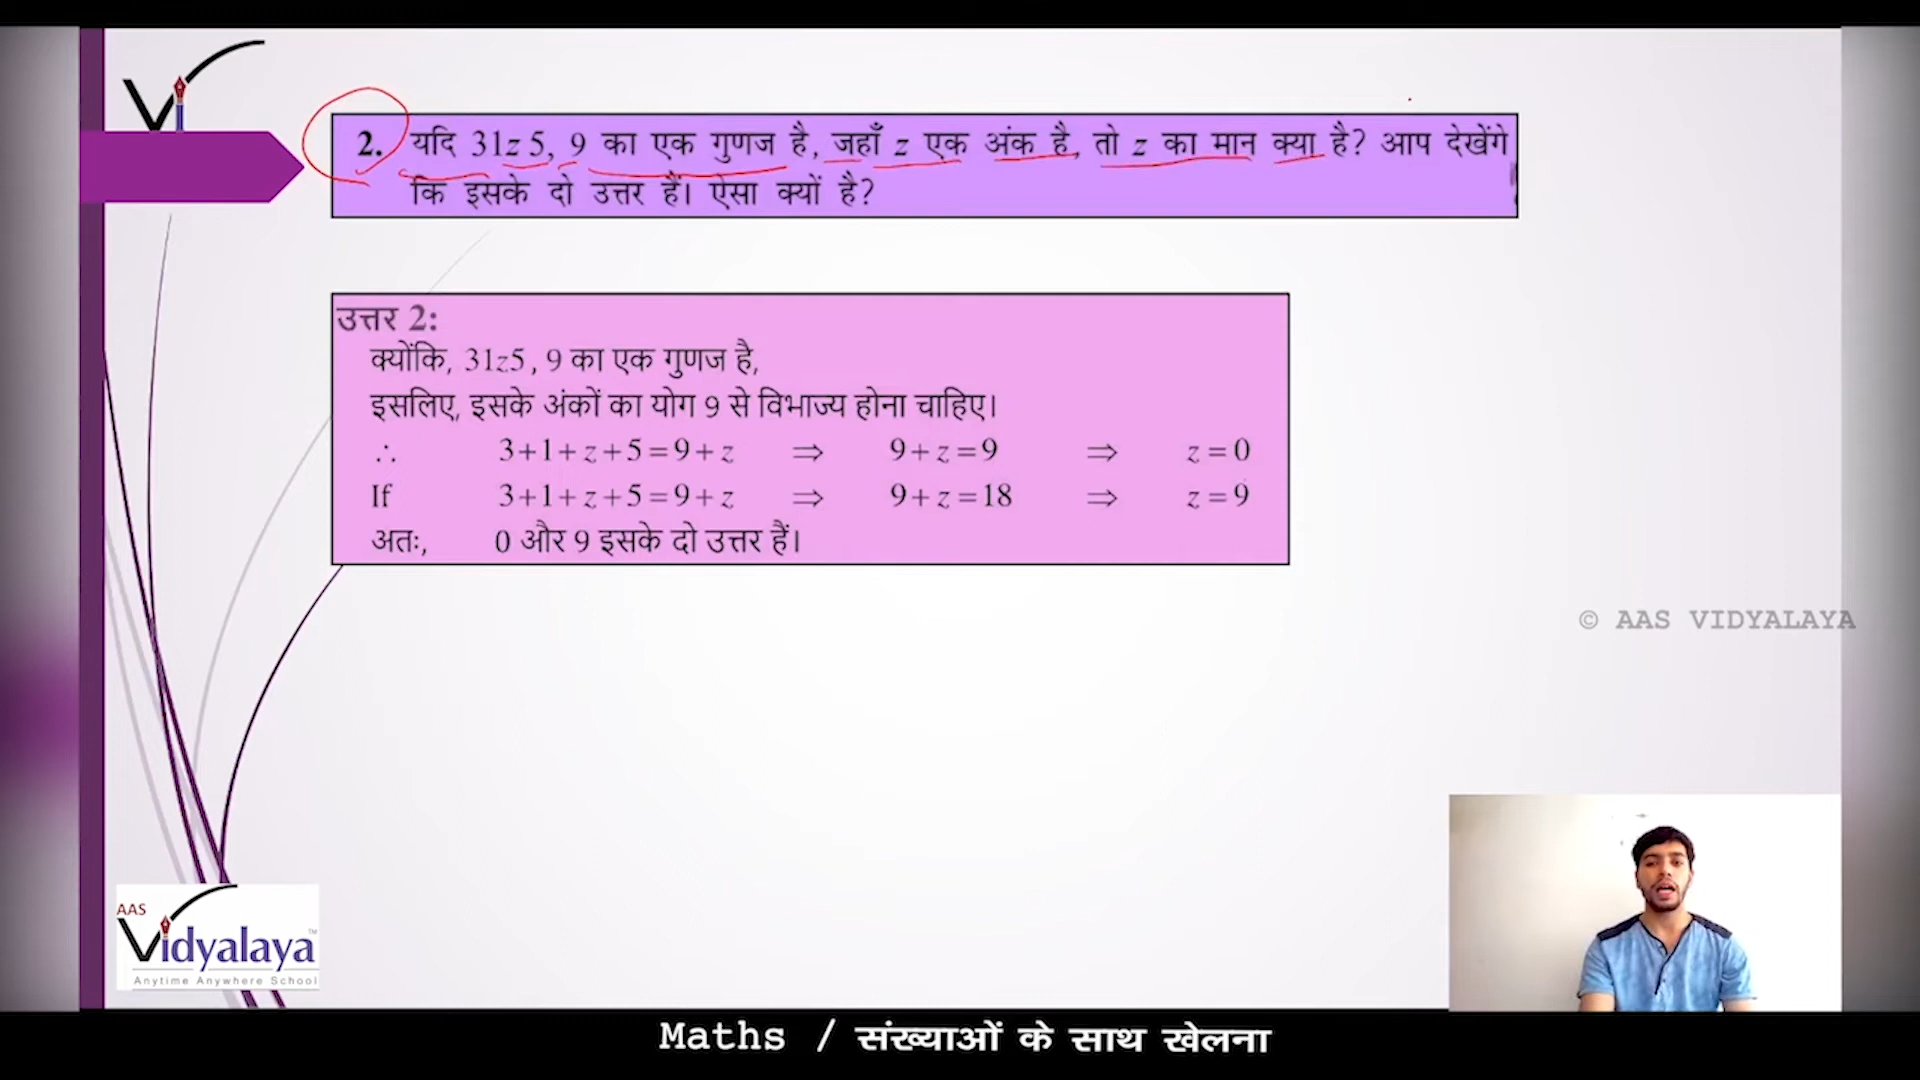 2. यदि 31z5, 9 का एक गुणज है, जहाँ z एक अंक है, तो z का मान क्या है? आप देखेंगे
कि इसके दो उत्तर हैं। ऐसा क्यों है?
उत्तर 2:
क्योंकि, 31z5, 9 का एक गुणज है,
इसलिए, इसके अंकों का योग 9 से विभाज्य होना चाहिए।
∴ 3+1+z+5=9+z ⇒ 9+z=9 ⇒ z=0
If 3+1+z+5=9+z ⇒ 9+z=18 ⇒ z=9
अतः, 0 और 9 इसके दो उत्तर हैं।
© AAS VIDYALAYA
AAS
Vidyalaya TM
Anytime Anywhere School
Maths / संख्याओं के साथ खेलना